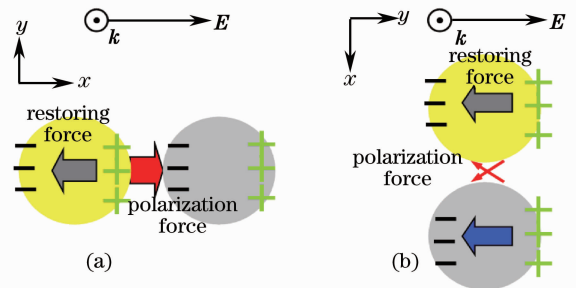 k
E
y
x
restoring
force
polarization
force
(a)
k
E
y
x
restoring
force
polarization
force
(b)